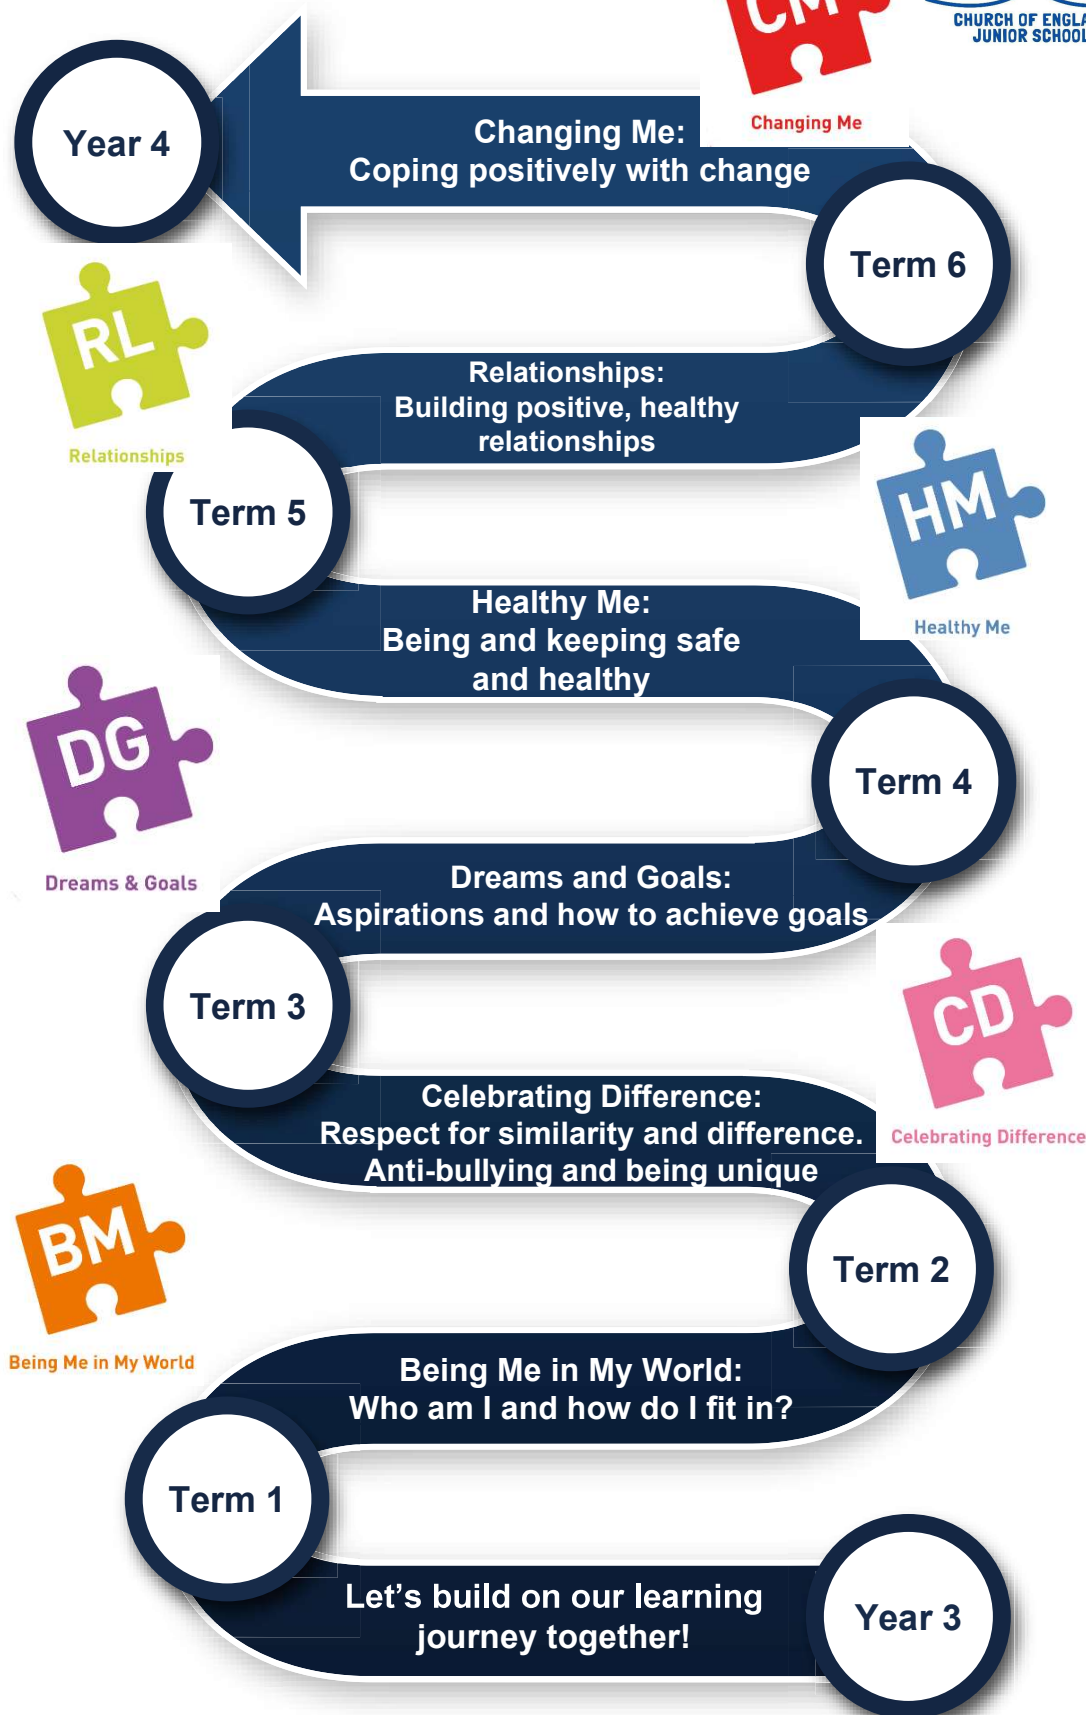 CM
CHURCH OF ENGLA
JUNIOR SCHOOL
Changing Me
Year 4
Changing Me:
Coping positively with change
Term 6
RL
Relationships
Relationships:
Building positive, healthy
relationships
HM
Healthy Me
Term 5
Healthy Me:
Being and keeping safe
and healthy
DG
Dreams & Goals
Term 4
Dreams and Goals:
Aspirations and how to achieve goals
CD
Celebrating Difference
Term 3
Celebrating Difference:
Respect for similarity and difference.
Anti-bullying and being unique
BM
Being Me in My World
Term 2
Being Me in My World:
Who am I and how do I fit in?
Term 1
Let’s build on our learning
journey together!
Year 3